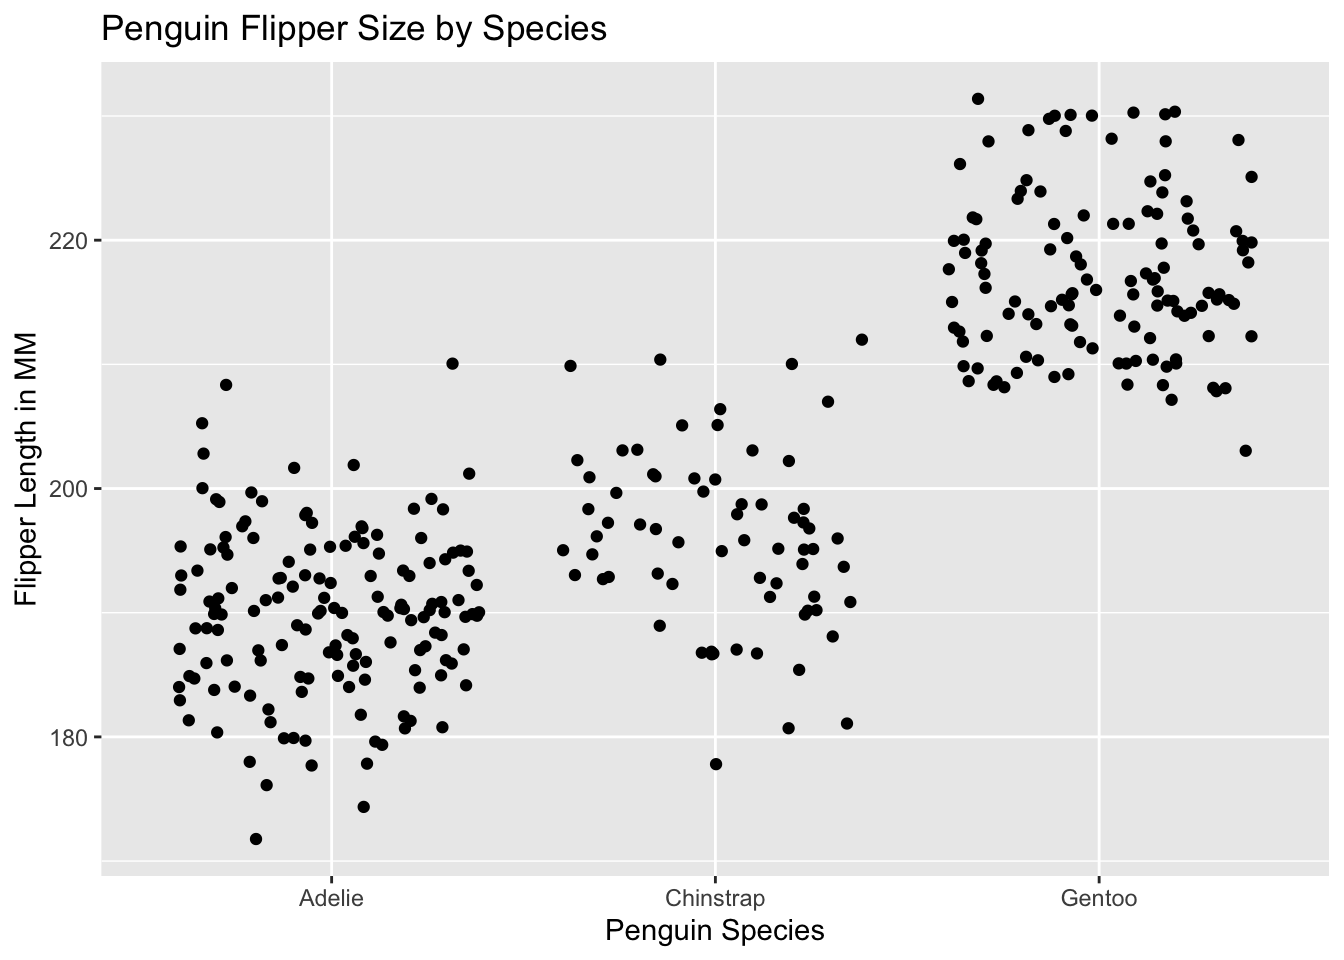 Penguin Flipper Size by Species
Flipper Length in MM
220
200
180
Adelie
Chinstrap
Gentoo
Penguin Species